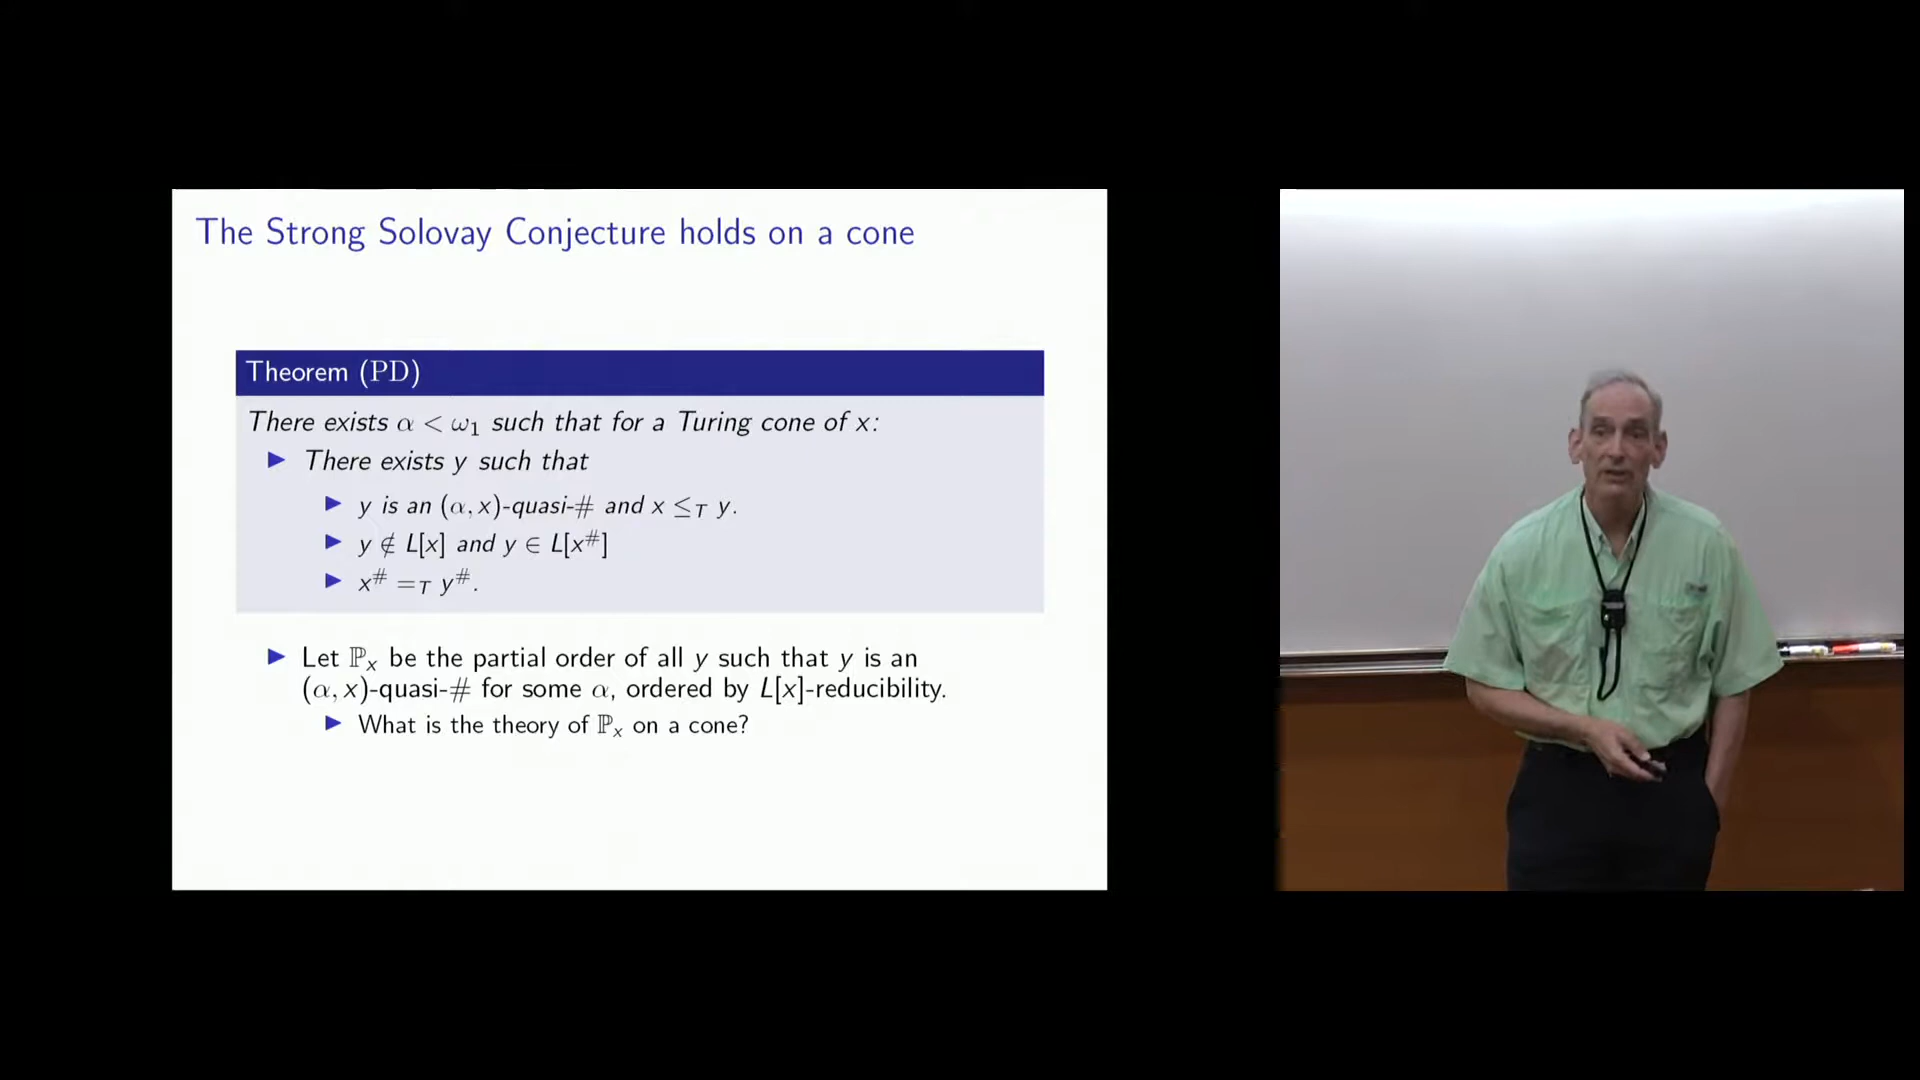 The Strong Solovay Conjecture holds on a cone
Theorem (PD)
There exists α < ω₁ such that for a Turing cone of x:
▶ There exists y such that
▶ y is an (α, x)-quasi-# and x ≤_T y.
▶ y ∉ L[x] and y ∈ L[x^#]
▶ x^# =_T y^#.
▶ Let ℙₓ be the partial order of all y such that y is an
(α, x)-quasi-# for some α, ordered by L[x]-reducibility.
▶ What is the theory of ℙₓ on a cone?